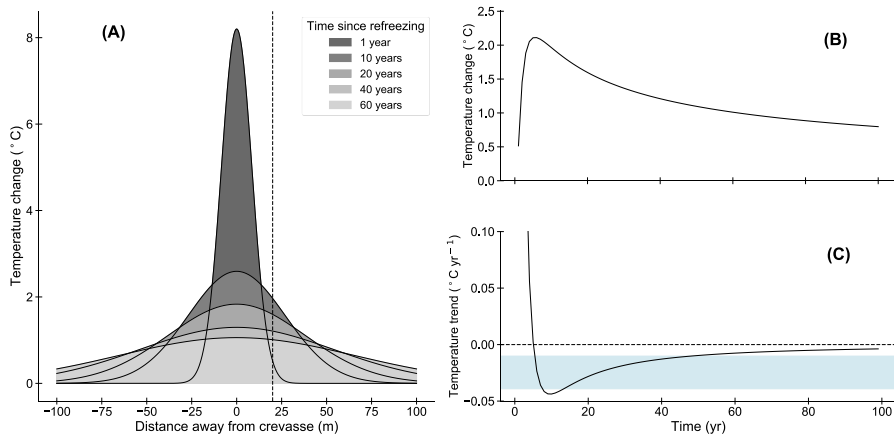 (A)
Time since refreezing
1 year
10 years
20 years
40 years
60 years
Temperature change (°C)
8
6
4
2
0
−100 −75 −50 −25 0 25 50 75 100
Distance away from crevasse (m)
(B)
Temperature change (°C)
2.5
2.0
1.5
1.0
0.5
0.0
(C)
Temperature trend (°C yr⁻¹)
0.10
0.05
0.00
−0.05
0 20 40 60 80 100
Time (yr)